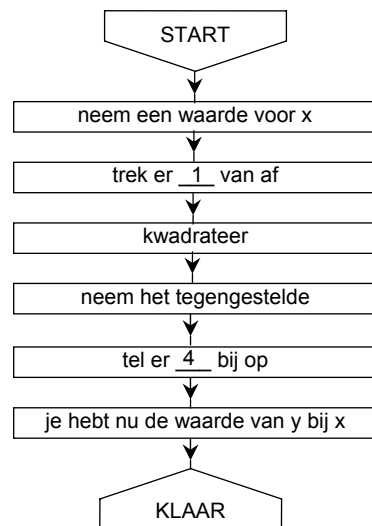 START
neem een waarde voor x
trek er 1 van af
kwadrateer
neem het tegengestelde
tel er 4 bij op
je hebt nu de waarde van y bij x
KLAAR